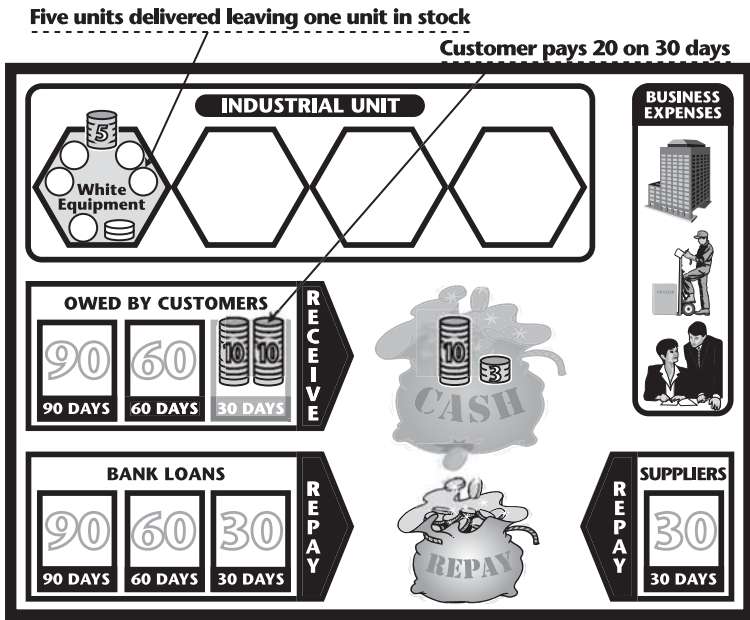 Five units delivered leaving one unit in stock
Customer pays 20 on 30 days
INDUSTRIAL UNIT
BUSINESS
EXPENSES
5
White
Equipment
OWED BY CUSTOMERS
90
60
10
10
90 DAYS
60 DAYS
30 DAYS
RECEIVE
10
3
CASH
BANK LOANS
90
60
30
90 DAYS
60 DAYS
30 DAYS
REPAY
REPAY
REPAY
SUPPLIERS
30
30 DAYS